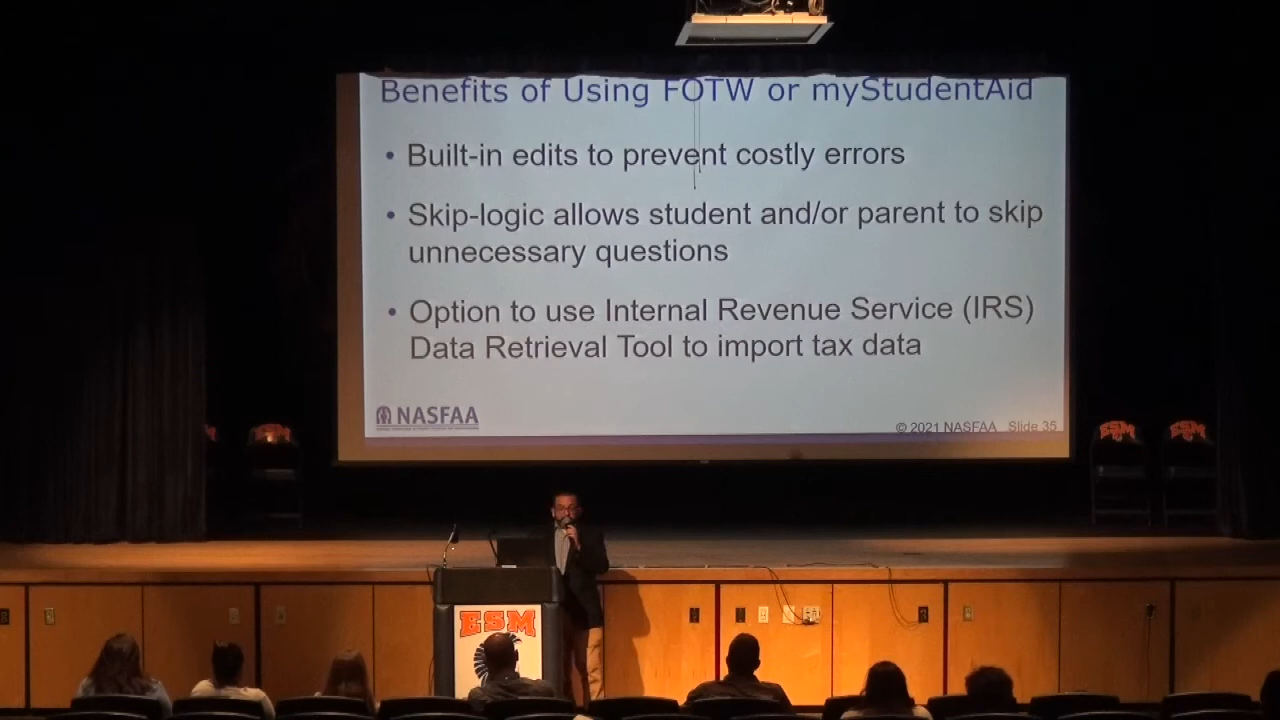 Benefits of Using FOTW or myStudentAid
• Built-in edits to prevent costly errors
• Skip-logic allows student and/or parent to skip
unnecessary questions
• Option to use Internal Revenue Service (IRS)
Data Retrieval Tool to import tax data
NASFAA
© 2021 NASFAA Slide 35
ESM
ESM
ESM